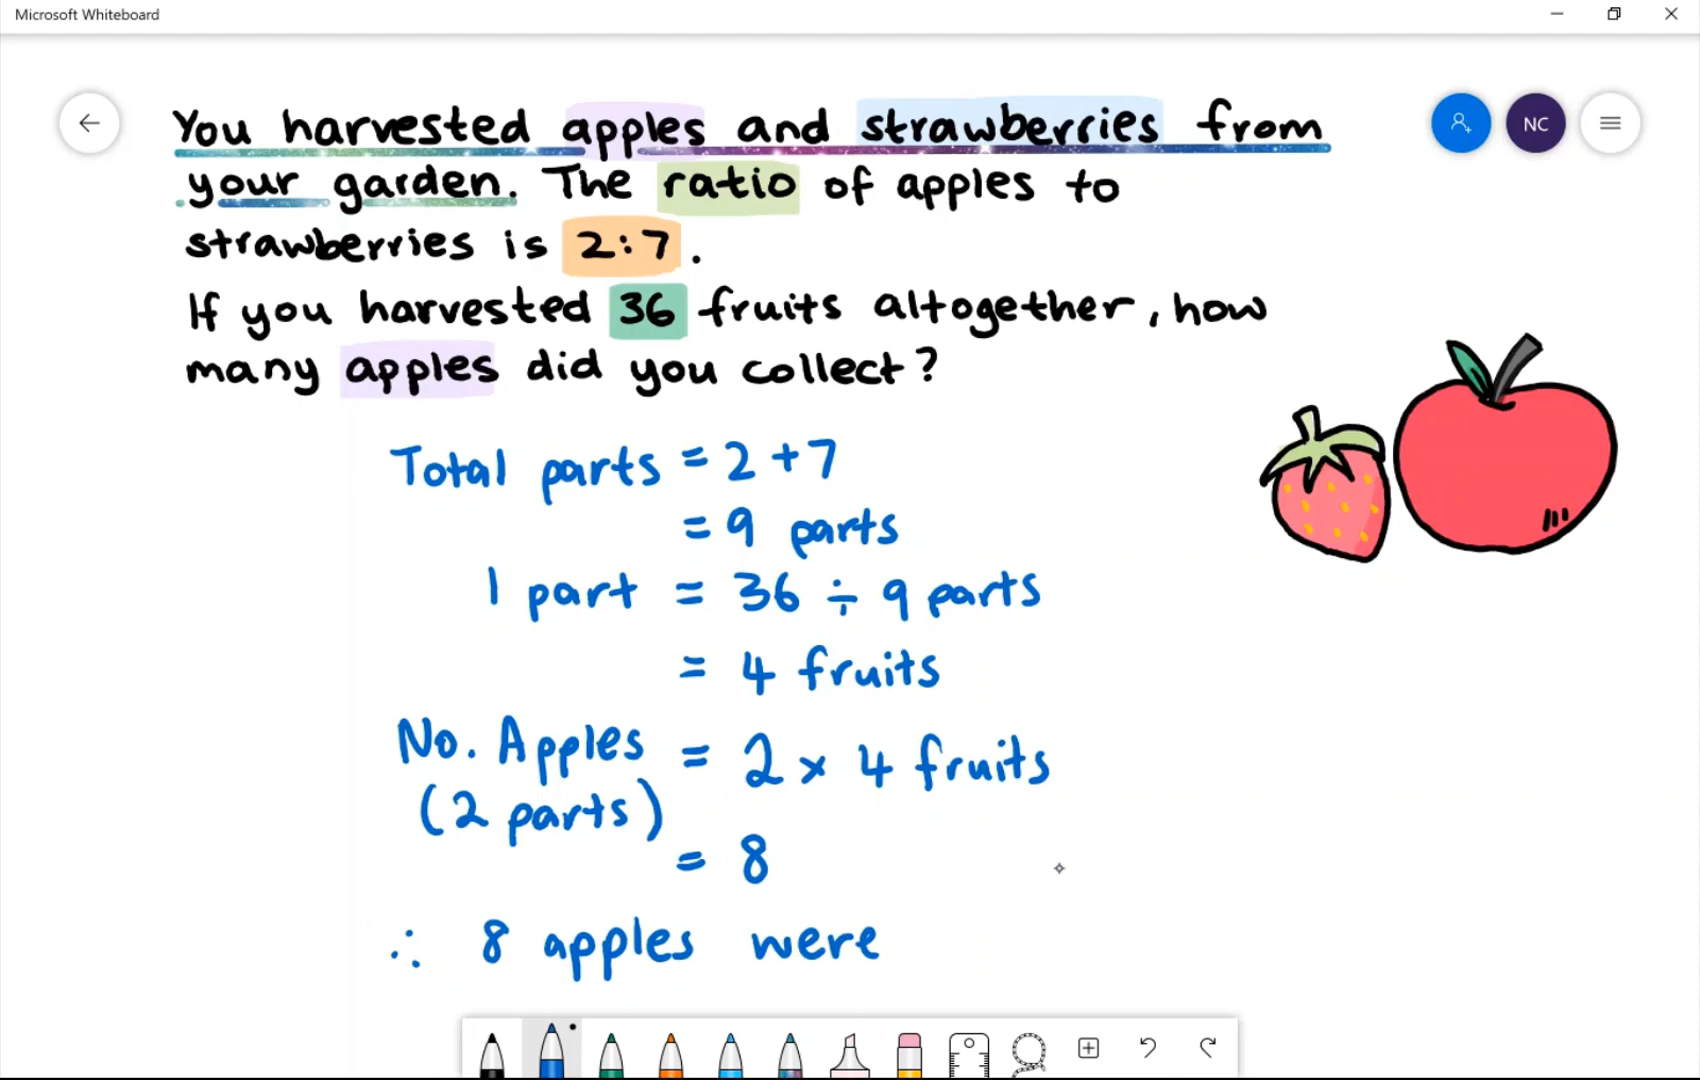 Microsoft Whiteboard
NC
You harvested apples and strawberries from
your garden. The ratio of apples to
strawberries is 2:7.
If you harvested 36 fruits altogether, how
many apples did you collect?
Total parts = 2 + 7
= 9 parts
1 part = 36 ÷ 9 parts
= 4 fruits
No. Apples = 2 × 4 fruits
(2 parts)
= 8
∴ 8 apples were